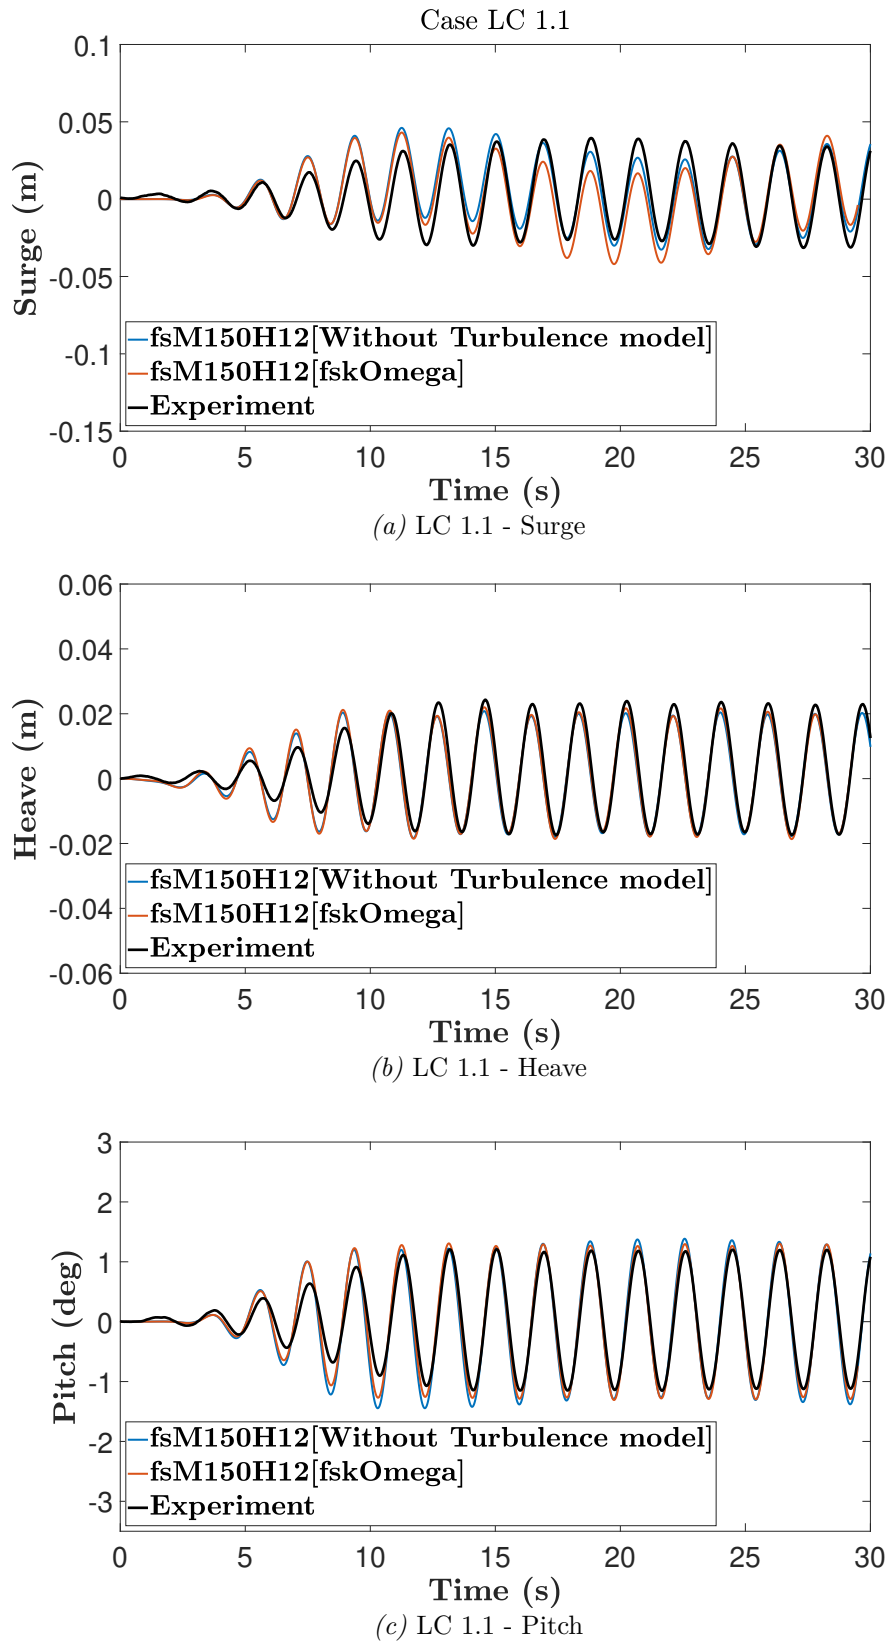 Case LC 1.1
0.1
0.05
0
-0.05
-0.1
-0.15
Surge (m)
fsM150H12[Without Turbulence model]
fsM150H12[fskOmega]
Experiment
0 5 10 15 20 25 30
Time (s)
(a) LC 1.1 - Surge
0.06
0.04
0.02
0
-0.02
-0.04
-0.06
Heave (m)
fsM150H12[Without Turbulence model]
fsM150H12[fskOmega]
Experiment
0 5 10 15 20 25 30
Time (s)
(b) LC 1.1 - Heave
3
2
1
0
-1
-2
-3
Pitch (deg)
fsM150H12[Without Turbulence model]
fsM150H12[fskOmega]
Experiment
0 5 10 15 20 25 30
Time (s)
(c) LC 1.1 - Pitch